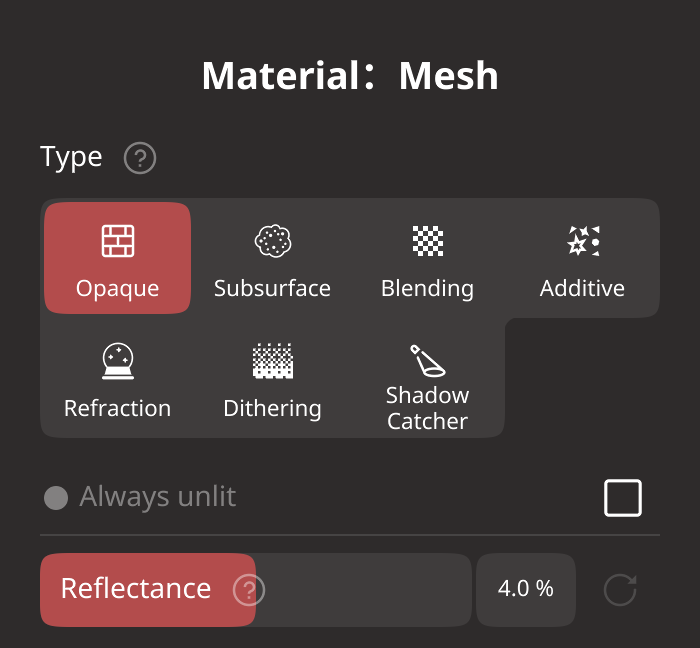 Material：Mesh
Type ?
Opaque Subsurface Blending Additive
Refraction Dithering Shadow Catcher
Always unlit
Reflectance ? 4.0 %